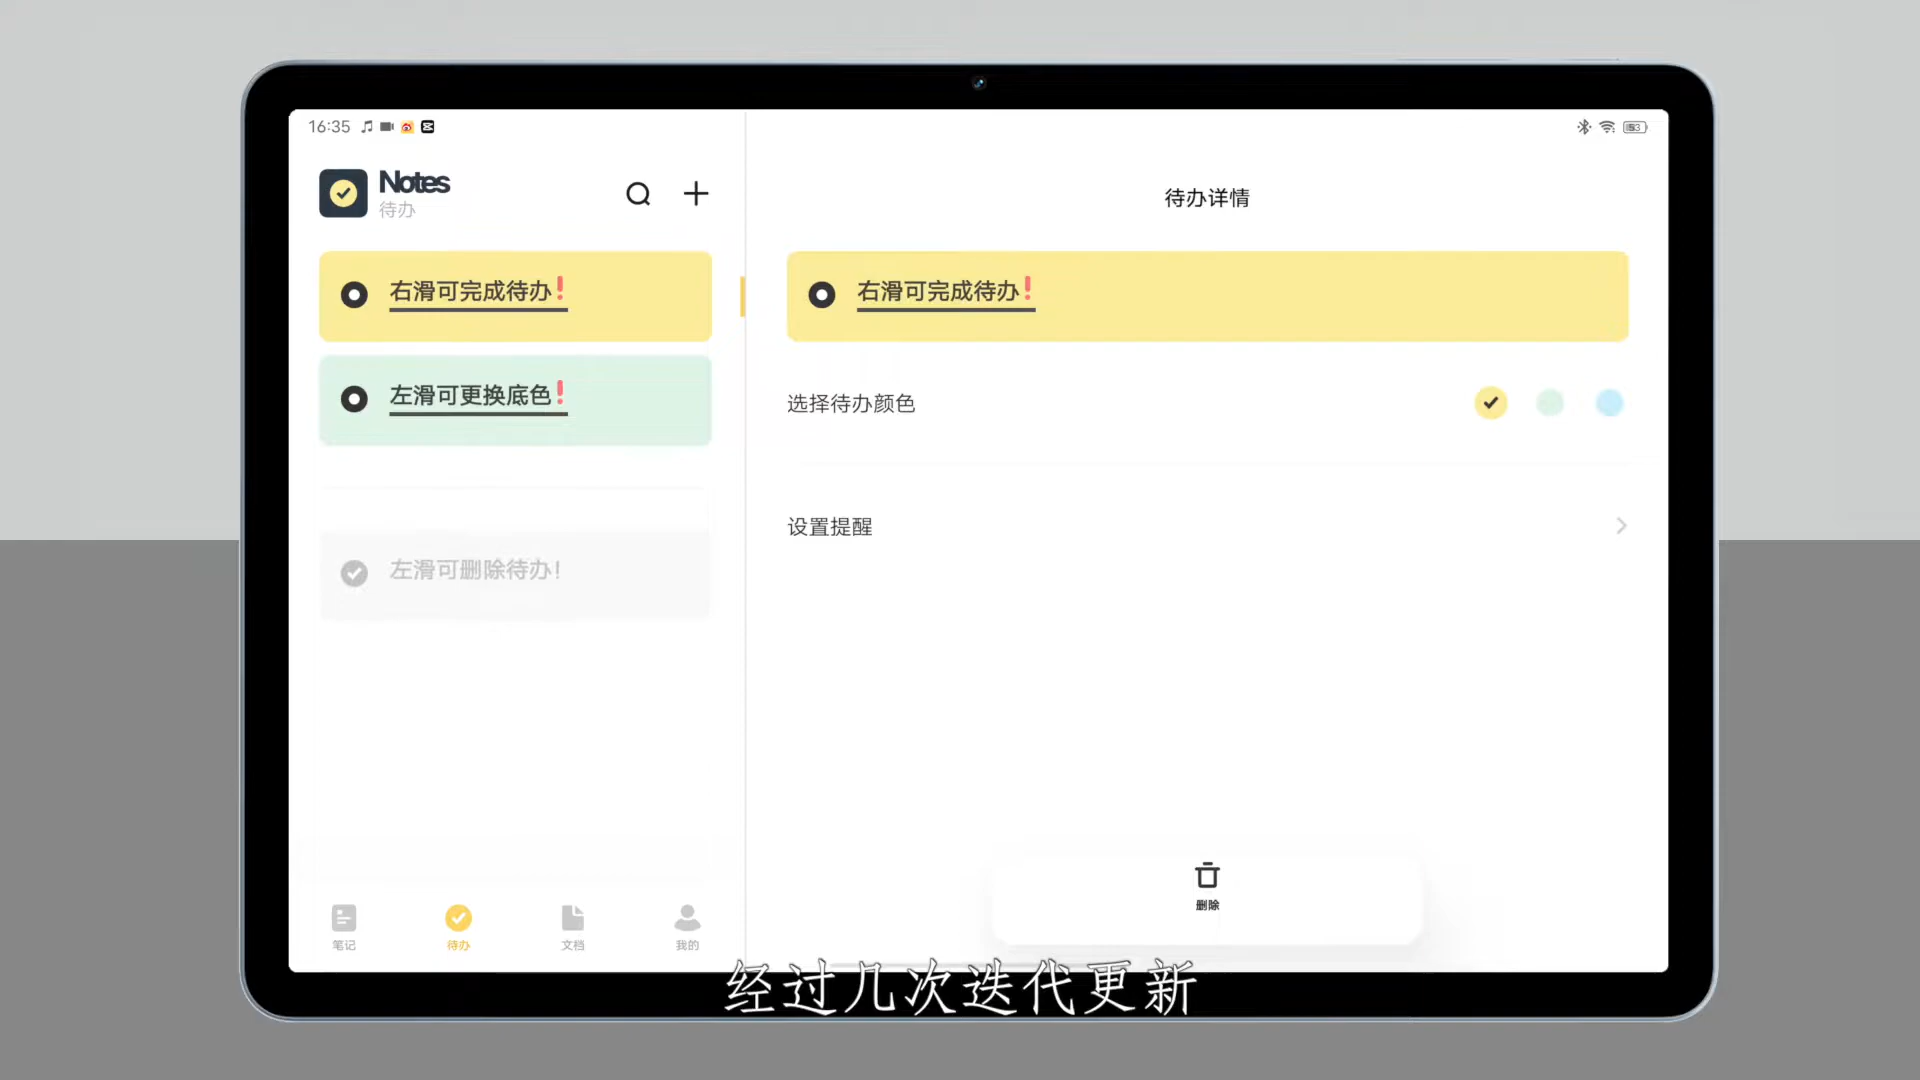 16:35
53
Notes
待办
右滑可完成待办！
左滑可更换底色！
左滑可删除待办！
笔记
待办
文档
我的
待办详情
右滑可完成待办！
选择待办颜色
设置提醒
删除
经过几次迭代更新